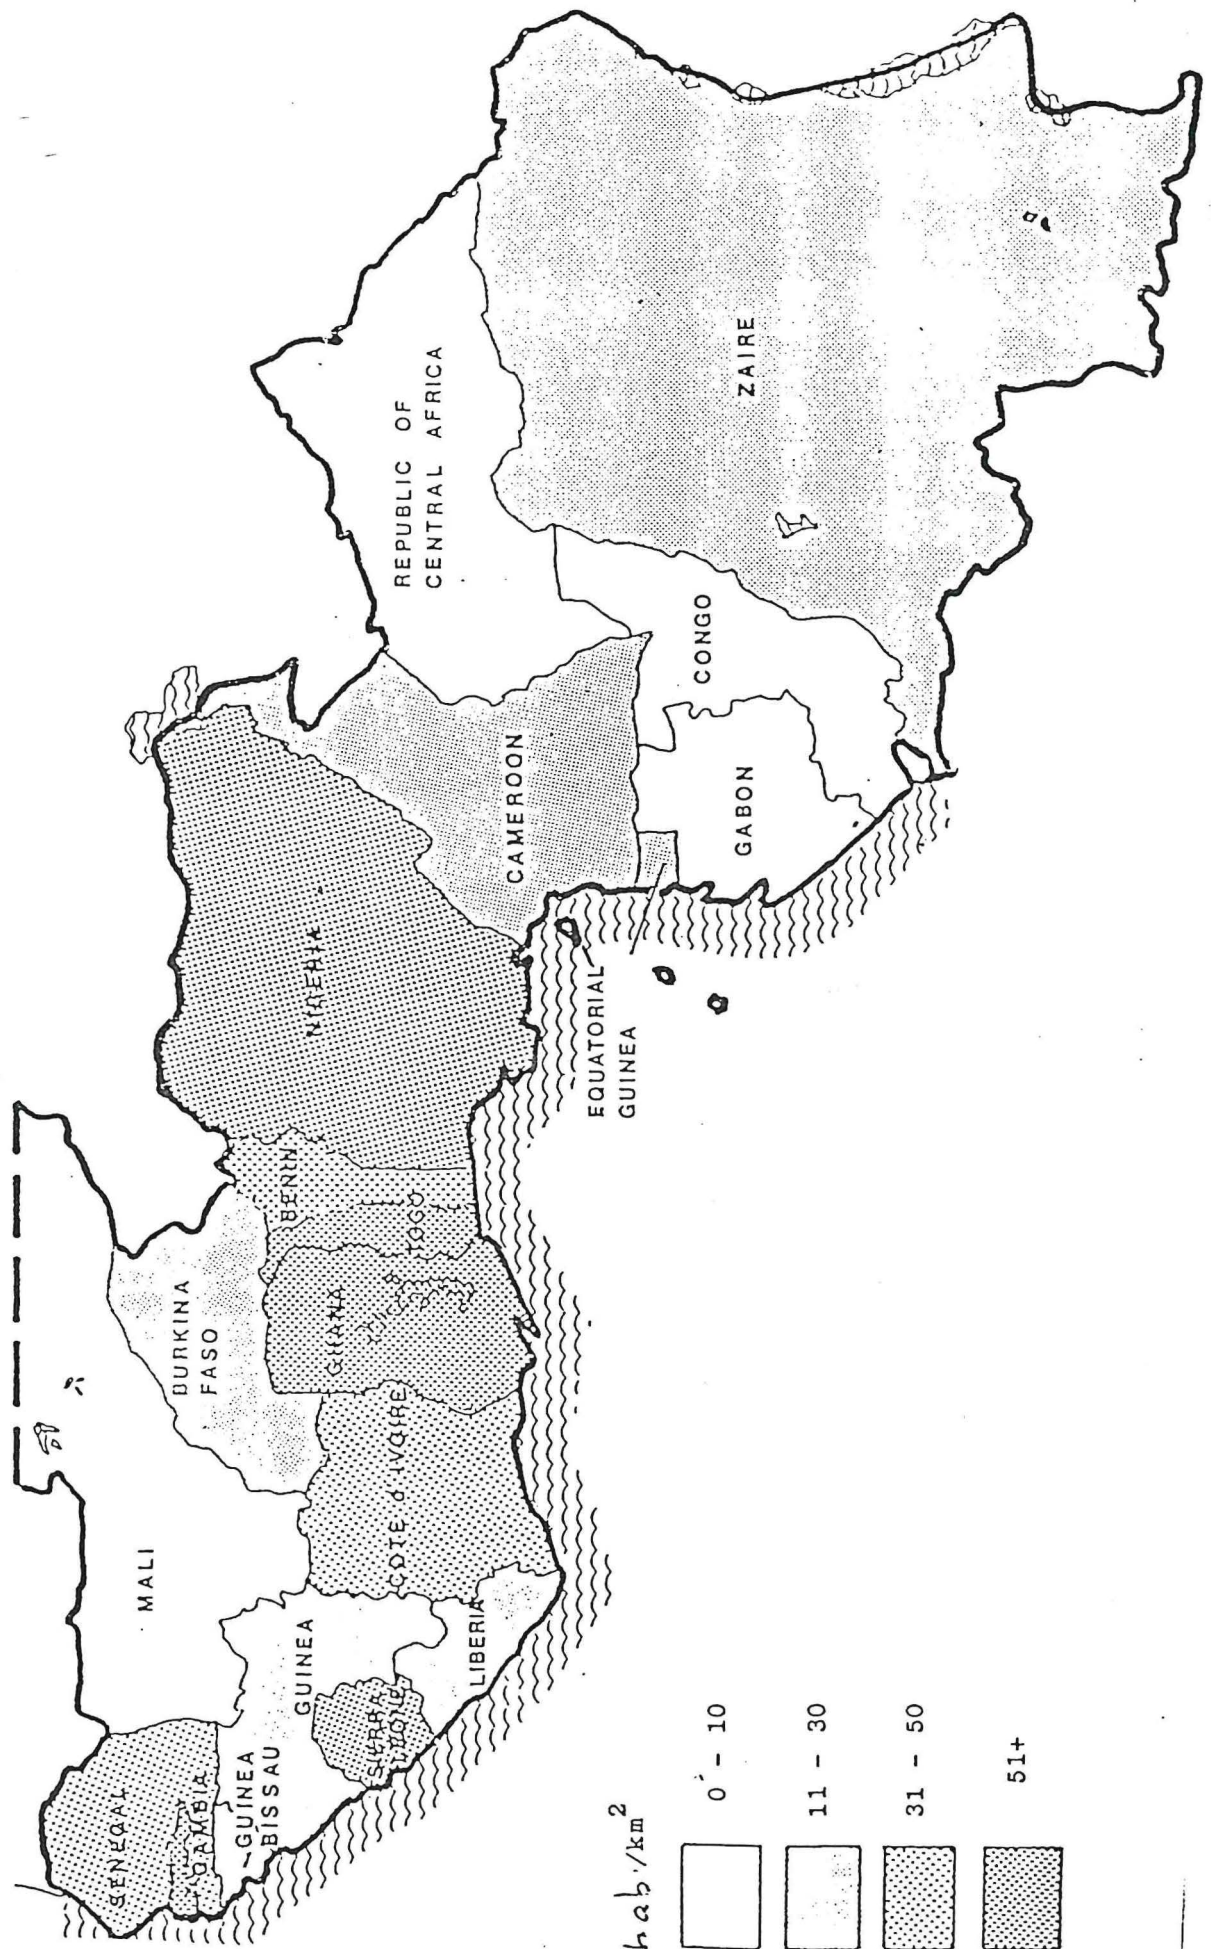 SENEGAL
GAMBIA
GUINEA
BISSAU
GUINEA
SIERRA
LEONE
LIBERIA
MALI
BURKINA
FASO
COTE d'IVOIRE
GHANA
TOGO
BENIN
NIGERIA
CAMEROON
EQUATORIAL
GUINEA
GABON
CONGO
REPUBLIC OF
CENTRAL AFRICA
ZAIRE
hab./km²
0 - 10
11 - 30
31 - 50
51+